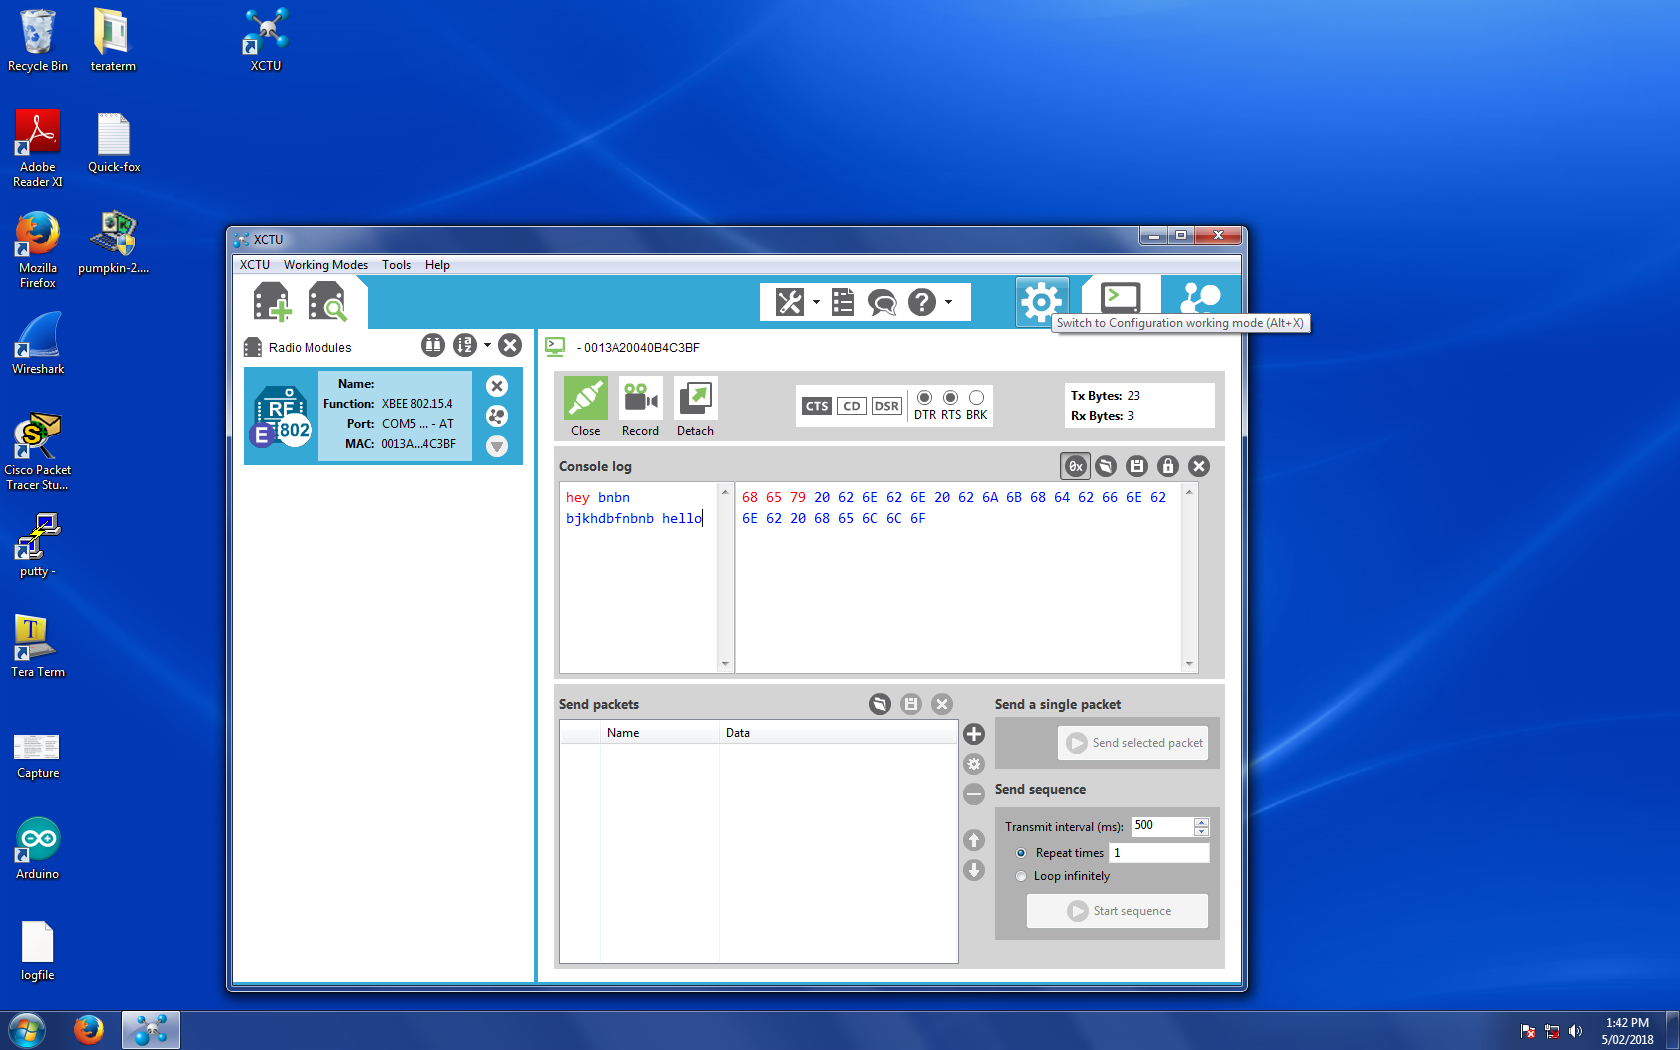 Recycle Bin
teraterm
XCTU
Adobe
Reader XI
Quick-fox
Mozilla
Firefox
pumpkin-2....
Wireshark
Cisco Packet
Tracer Stu...
putty -
T
Tera Term
Capture
Arduino
logfile
XCTU
XCTU Working Modes Tools Help
Switch to Configuration working mode (Alt+X)
Radio Modules
- 0013A20040B4C3BF
RF
E 802
Name:
Function: XBEE 802.15.4
Port: COM5 ... - AT
MAC: 0013A...4C3BF
Close Record Detach
CTS CD DSR
DTR RTS BRK
Tx Bytes: 23
Rx Bytes: 3
Console log
0x
hey bnbn
bjkhdbfnbnb hello
68 65 79 20 62 6E 62 6E 20 62 6A 6B 68 64 62 66 6E 62
6E 62 20 68 65 6C 6C 6F
Send packets
Name Data
Send a single packet
Send selected packet
Send sequence
Transmit interval (ms): 500
Repeat times 1
Loop infinitely
Start sequence
1:42 PM
5/02/2018